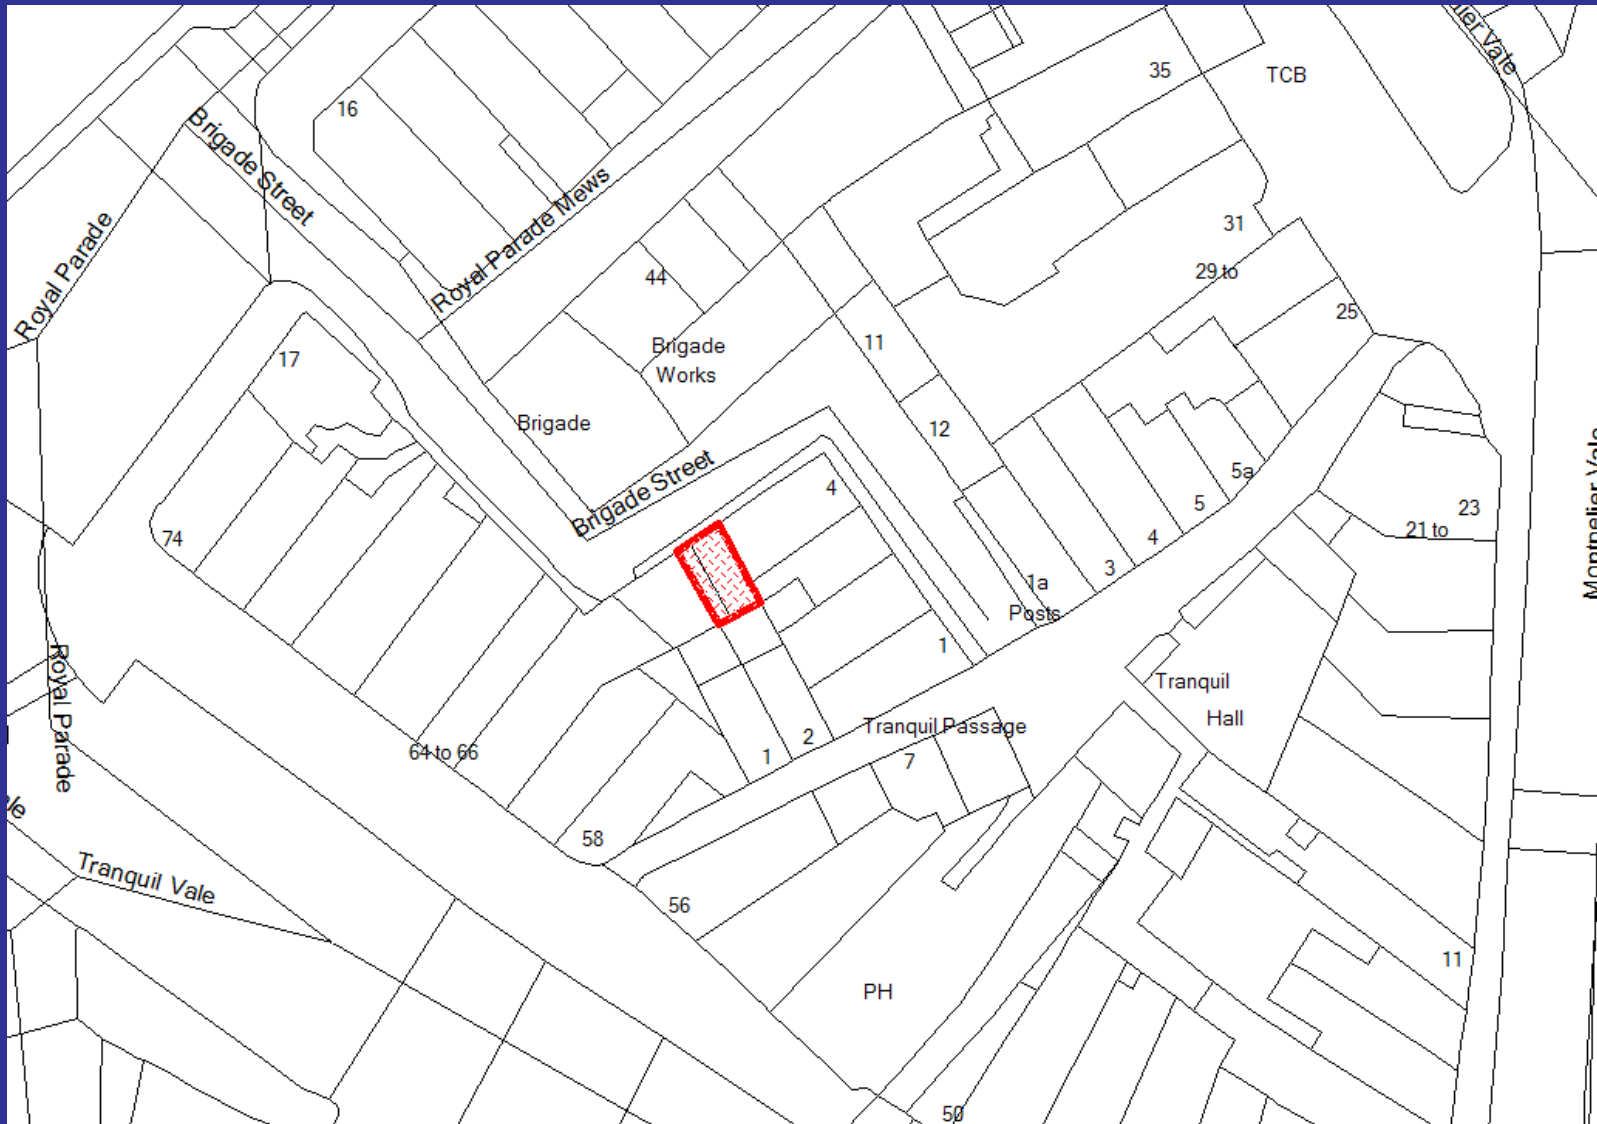 35
TCB
16
Brigade Street
Royal Parade Mews
Royal Parade
31
29 to
44
25
17
11
Brigade
Works
Brigade
12
Brigade Street
4
5a
5
23
21 to
74
4
3
1a
Posts
1
Montpelier Vale
Royal Parade
Tranquil
Hall
Tranquil Passage
2
1
7
64 to 66
58
Tranquil Vale
56
11
PH
50